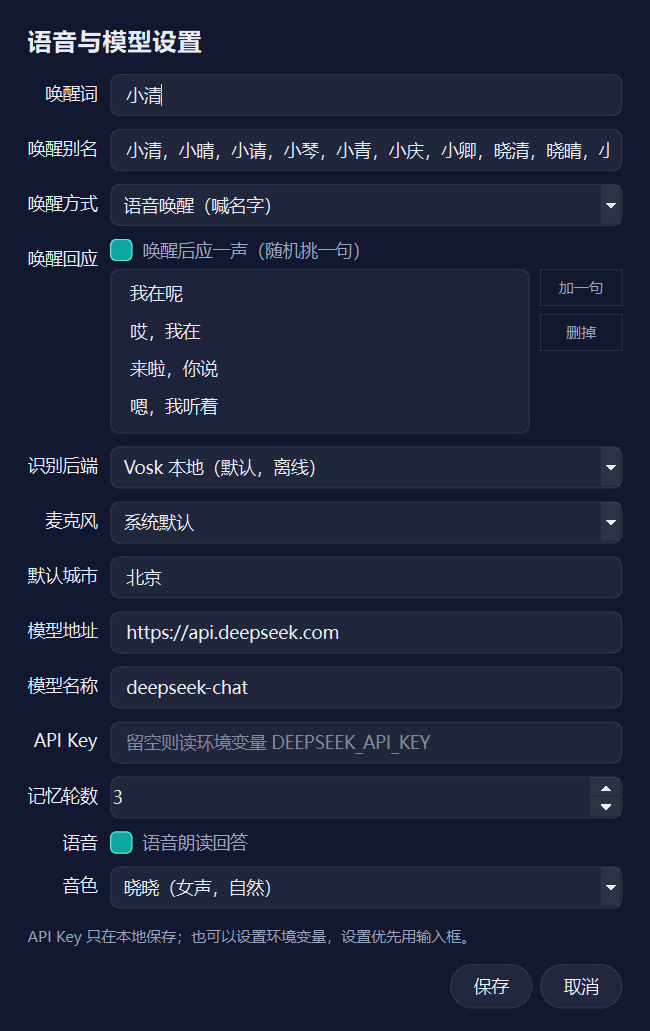 语音与模型设置
唤醒词 小清
唤醒别名 小清，小晴，小请，小琴，小青，小庆，小卿，晓清，晓晴，小
唤醒方式 语音唤醒（喊名字）
唤醒回应 唤醒后应一声（随机挑一句）
我在呢 加一句
哎，我在 删掉
来啦，你说
嗯，我听着
识别后端 Vosk 本地（默认，离线）
麦克风 系统默认
默认城市 北京
模型地址 https://api.deepseek.com
模型名称 deepseek-chat
API Key 留空则读环境变量 DEEPSEEK_API_KEY
记忆轮数 3
语音 语音朗读回答
音色 晓晓（女声，自然）
API Key 只在本地保存；也可以设置环境变量，设置优先用输入框。
保存 取消